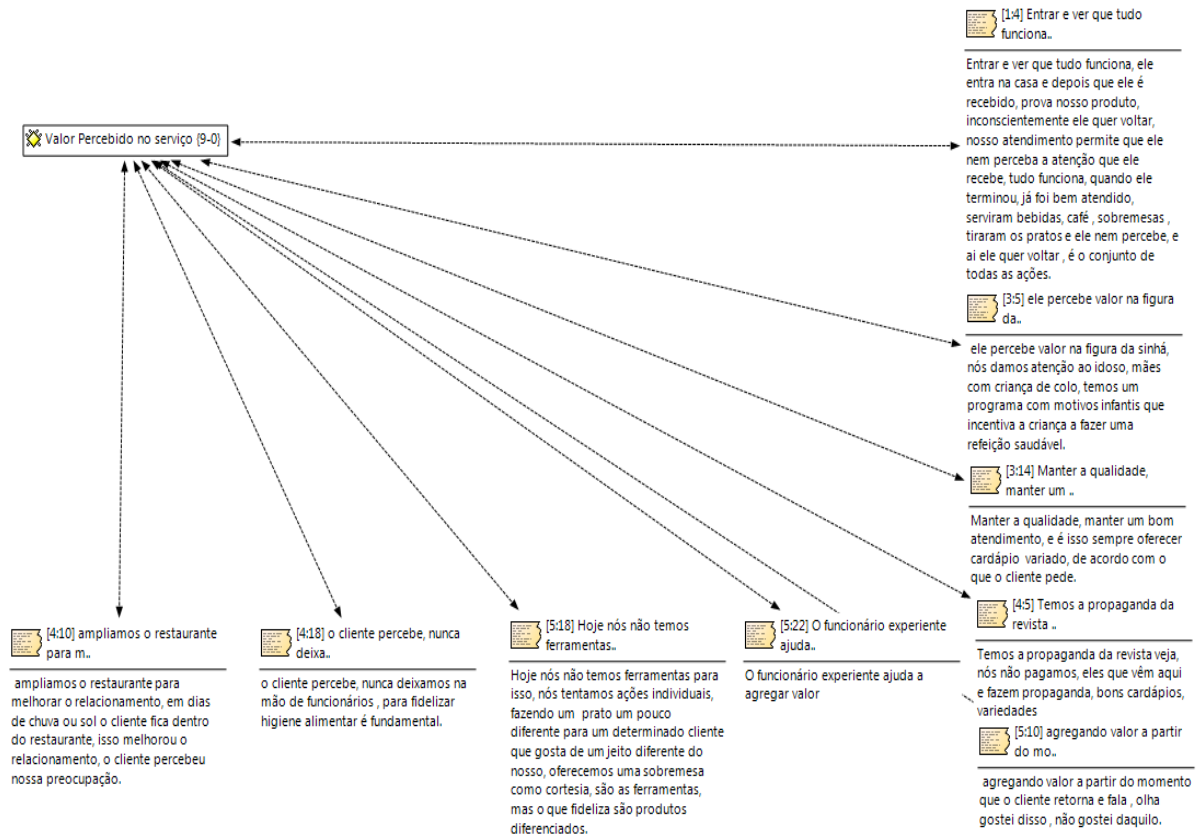 Valor Percebido no serviço {9-0}
[1:4] Entrar e ver que tudo
funciona..
Entrar e ver que tudo funciona, ele
entra na casa e depois que ele é
recebido, prova nosso produto,
inconscientemente ele quer voltar,
nosso atendimento permite que ele
nem perceba a atenção que ele
recebe, tudo funciona, quando ele
terminou, já foi bem atendido,
serviram bebidas, café , sobremesas ,
tiraram os pratos e ele nem percebe, e
ai ele quer voltar , é o conjunto de
todas as ações.
[3:5] ele percebe valor na figura
da..
ele percebe valor na figura da sinhá,
nós damos atenção ao idoso, mães
com criança de colo, temos um
programa com motivos infantis que
incentiva a criança a fazer uma
refeição saudável.
[3:14] Manter a qualidade,
manter um ..
Manter a qualidade, manter um bom
atendimento, e é isso sempre oferecer
cardápio variado, de acordo com o
que o cliente pede.
[4:5] Temos a propaganda da
revista ..
Temos a propaganda da revista veja,
nós não pagamos, eles que vêm aqui
e fazem propaganda, bons cardápios,
variedades
[5:10] agregando valor a partir
do mo..
agregando valor a partir do momento
que o cliente retorna e fala , olha
gostei disso , não gostei daquilo.
[4:10] ampliamos o restaurante
para m..
ampliamos o restaurante para
melhorar o relacionamento, em dias
de chuva ou sol o cliente fica dentro
do restaurante, isso melhorou o
relacionamento, o cliente percebeu
nossa preocupação.
[4:18] o cliente percebe, nunca
deixa..
o cliente percebe, nunca deixamos na
mão de funcionários , para fidelizar
higiene alimentar é fundamental.
[5:18] Hoje nós não temos
ferramentas..
Hoje nós não temos ferramentas para
isso, nós tentamos ações individuais,
fazendo um prato um pouco
diferente para um determinado cliente
que gosta de um jeito diferente do
nosso, oferecemos uma sobremesa
como cortesia, são as ferramentas,
mas o que fideliza são produtos
diferenciados.
[5:22] O funcionário experiente
ajuda..
O funcionário experiente ajuda a
agregar valor